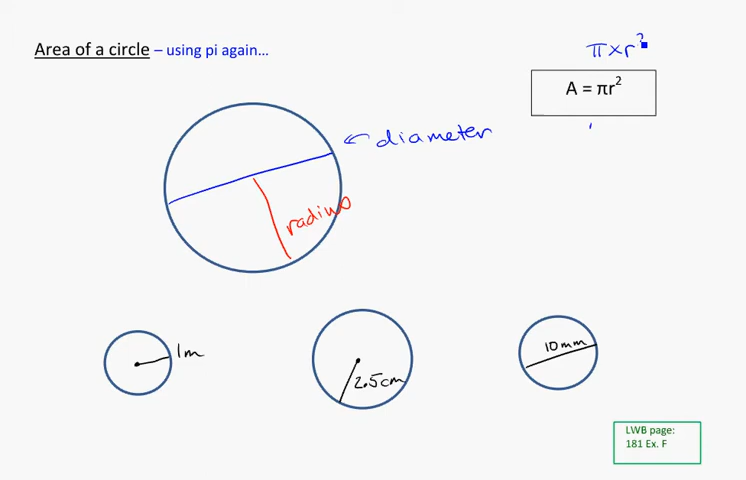 Area of a circle – using pi again...
π×r²
A = πr²
diameter
radius
1m
2.5cm
10mm
LWB page:
181 Ex. F